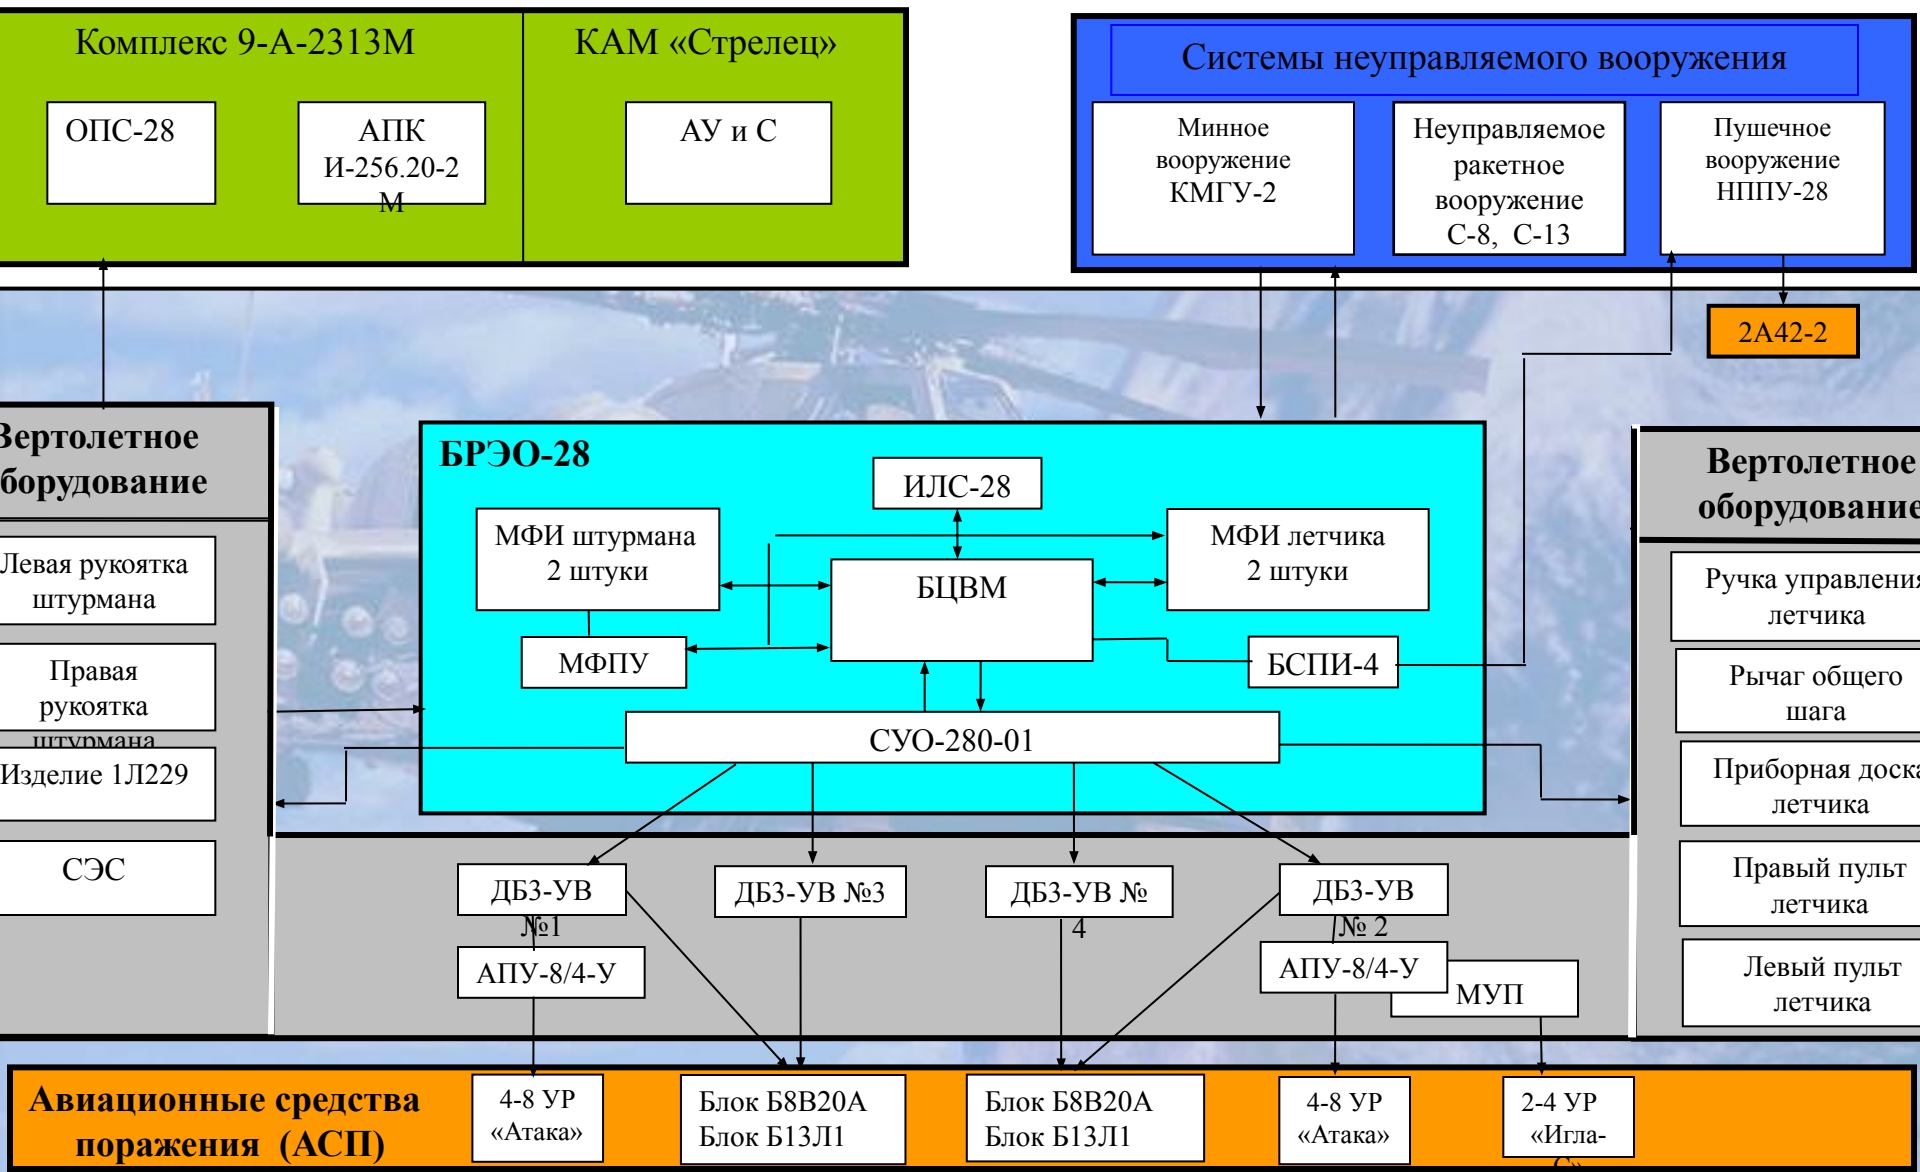 Комплекс 9-А-2313М
КАМ «Стрелец»
ОПС-28
АПК
И-256.20-2
М
АУ и С
Системы неуправляемого вооружения
Минное
вооружение
КМГУ-2
Неуправляемое
ракетное
вооружение
С-8, С-13
Пушечное
вооружение
НППУ-28
2А42-2
Вертолетное
борудование
Левая рукоятка
штурмана
Правая
рукоятка
штурмана
Изделие 1Л229
СЭС
БРЭО-28
ИЛС-28
МФИ штурмана
2 штуки
МФИ летчика
2 штуки
БЦВМ
МФПУ
БСПИ-4
СУО-280-01
Вертолетное
оборудование
Ручка управления
летчика
Рычаг общего
шага
Приборная доска
летчика
Правый пульт
летчика
Левый пульт
летчика
ДБ3-УВ
№1
ДБ3-УВ №3
ДБ3-УВ №
4
ДБ3-УВ
№ 2
АПУ-8/4-У
АПУ-8/4-У
МУП
Авиационные средства
поражения (АСП)
4-8 УР
«Атака»
Блок Б8В20А
Блок Б13Л1
Блок Б8В20А
Блок Б13Л1
4-8 УР
«Атака»
2-4 УР
«Игла-
С»